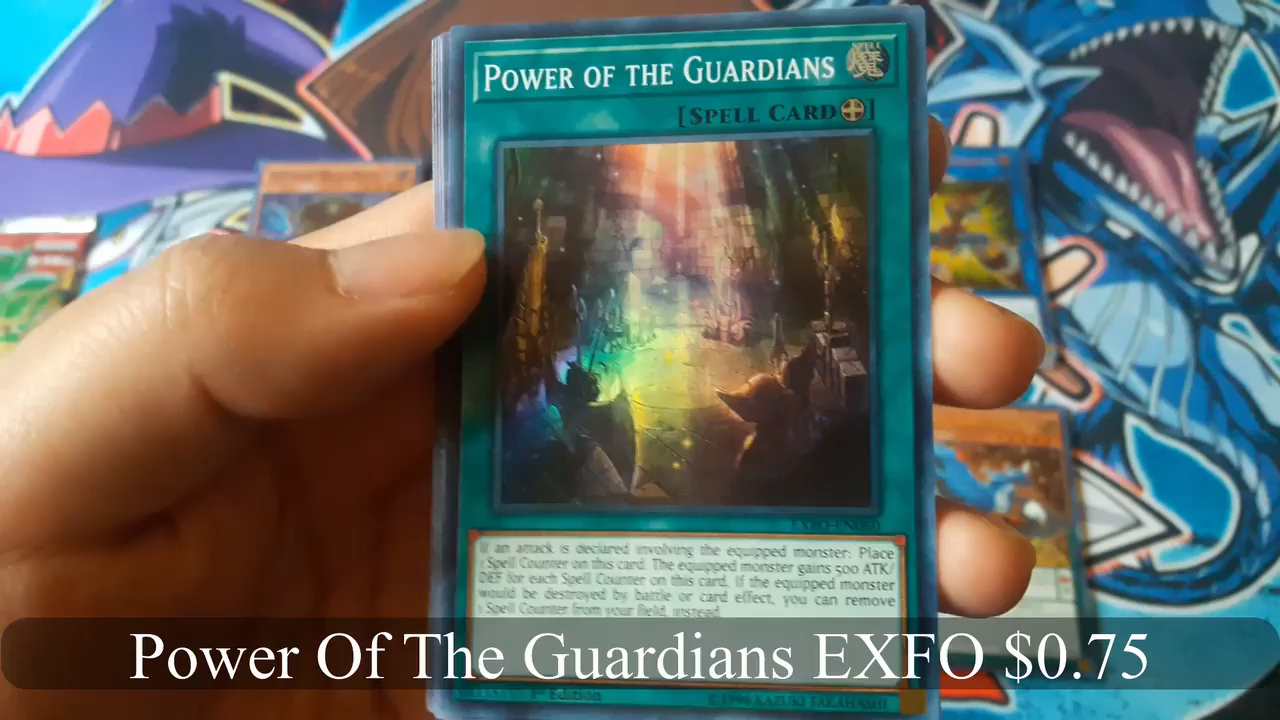 POWER OF THE GUARDIANS 魔
[SPELL CARD]
If an attack is declared involving the equipped monster: Place
1 Spell Counter on this card. The equipped monster gains 500 ATK/
DEF for each Spell Counter on this card. If the equipped monster
would be destroyed by battle or card effect, you can remove
1 Spell Counter from your field, instead.
Power Of The Guardians EXFO $0.75
1st Edition
©1996 KAZUKI TAKAHASHI